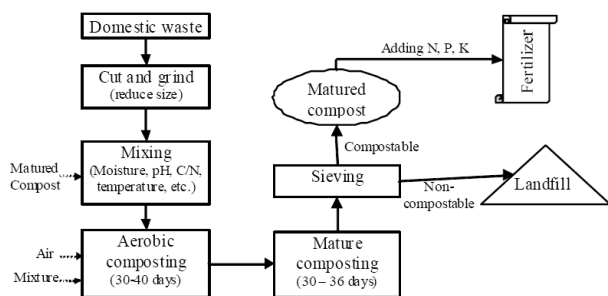 Domestic waste
Cut and grind
(reduce size)
Mixing
(Moisture, pH, C/N,
temperature, etc.)
Matured
Compost
Aerobic
composting
(30-40 days)
Air
Mixture
Mature
composting
(30 – 36 days)
Sieving
Compostable
Non-
compostable
Landfill
Matured
compost
Adding N, P, K
Fertilizer